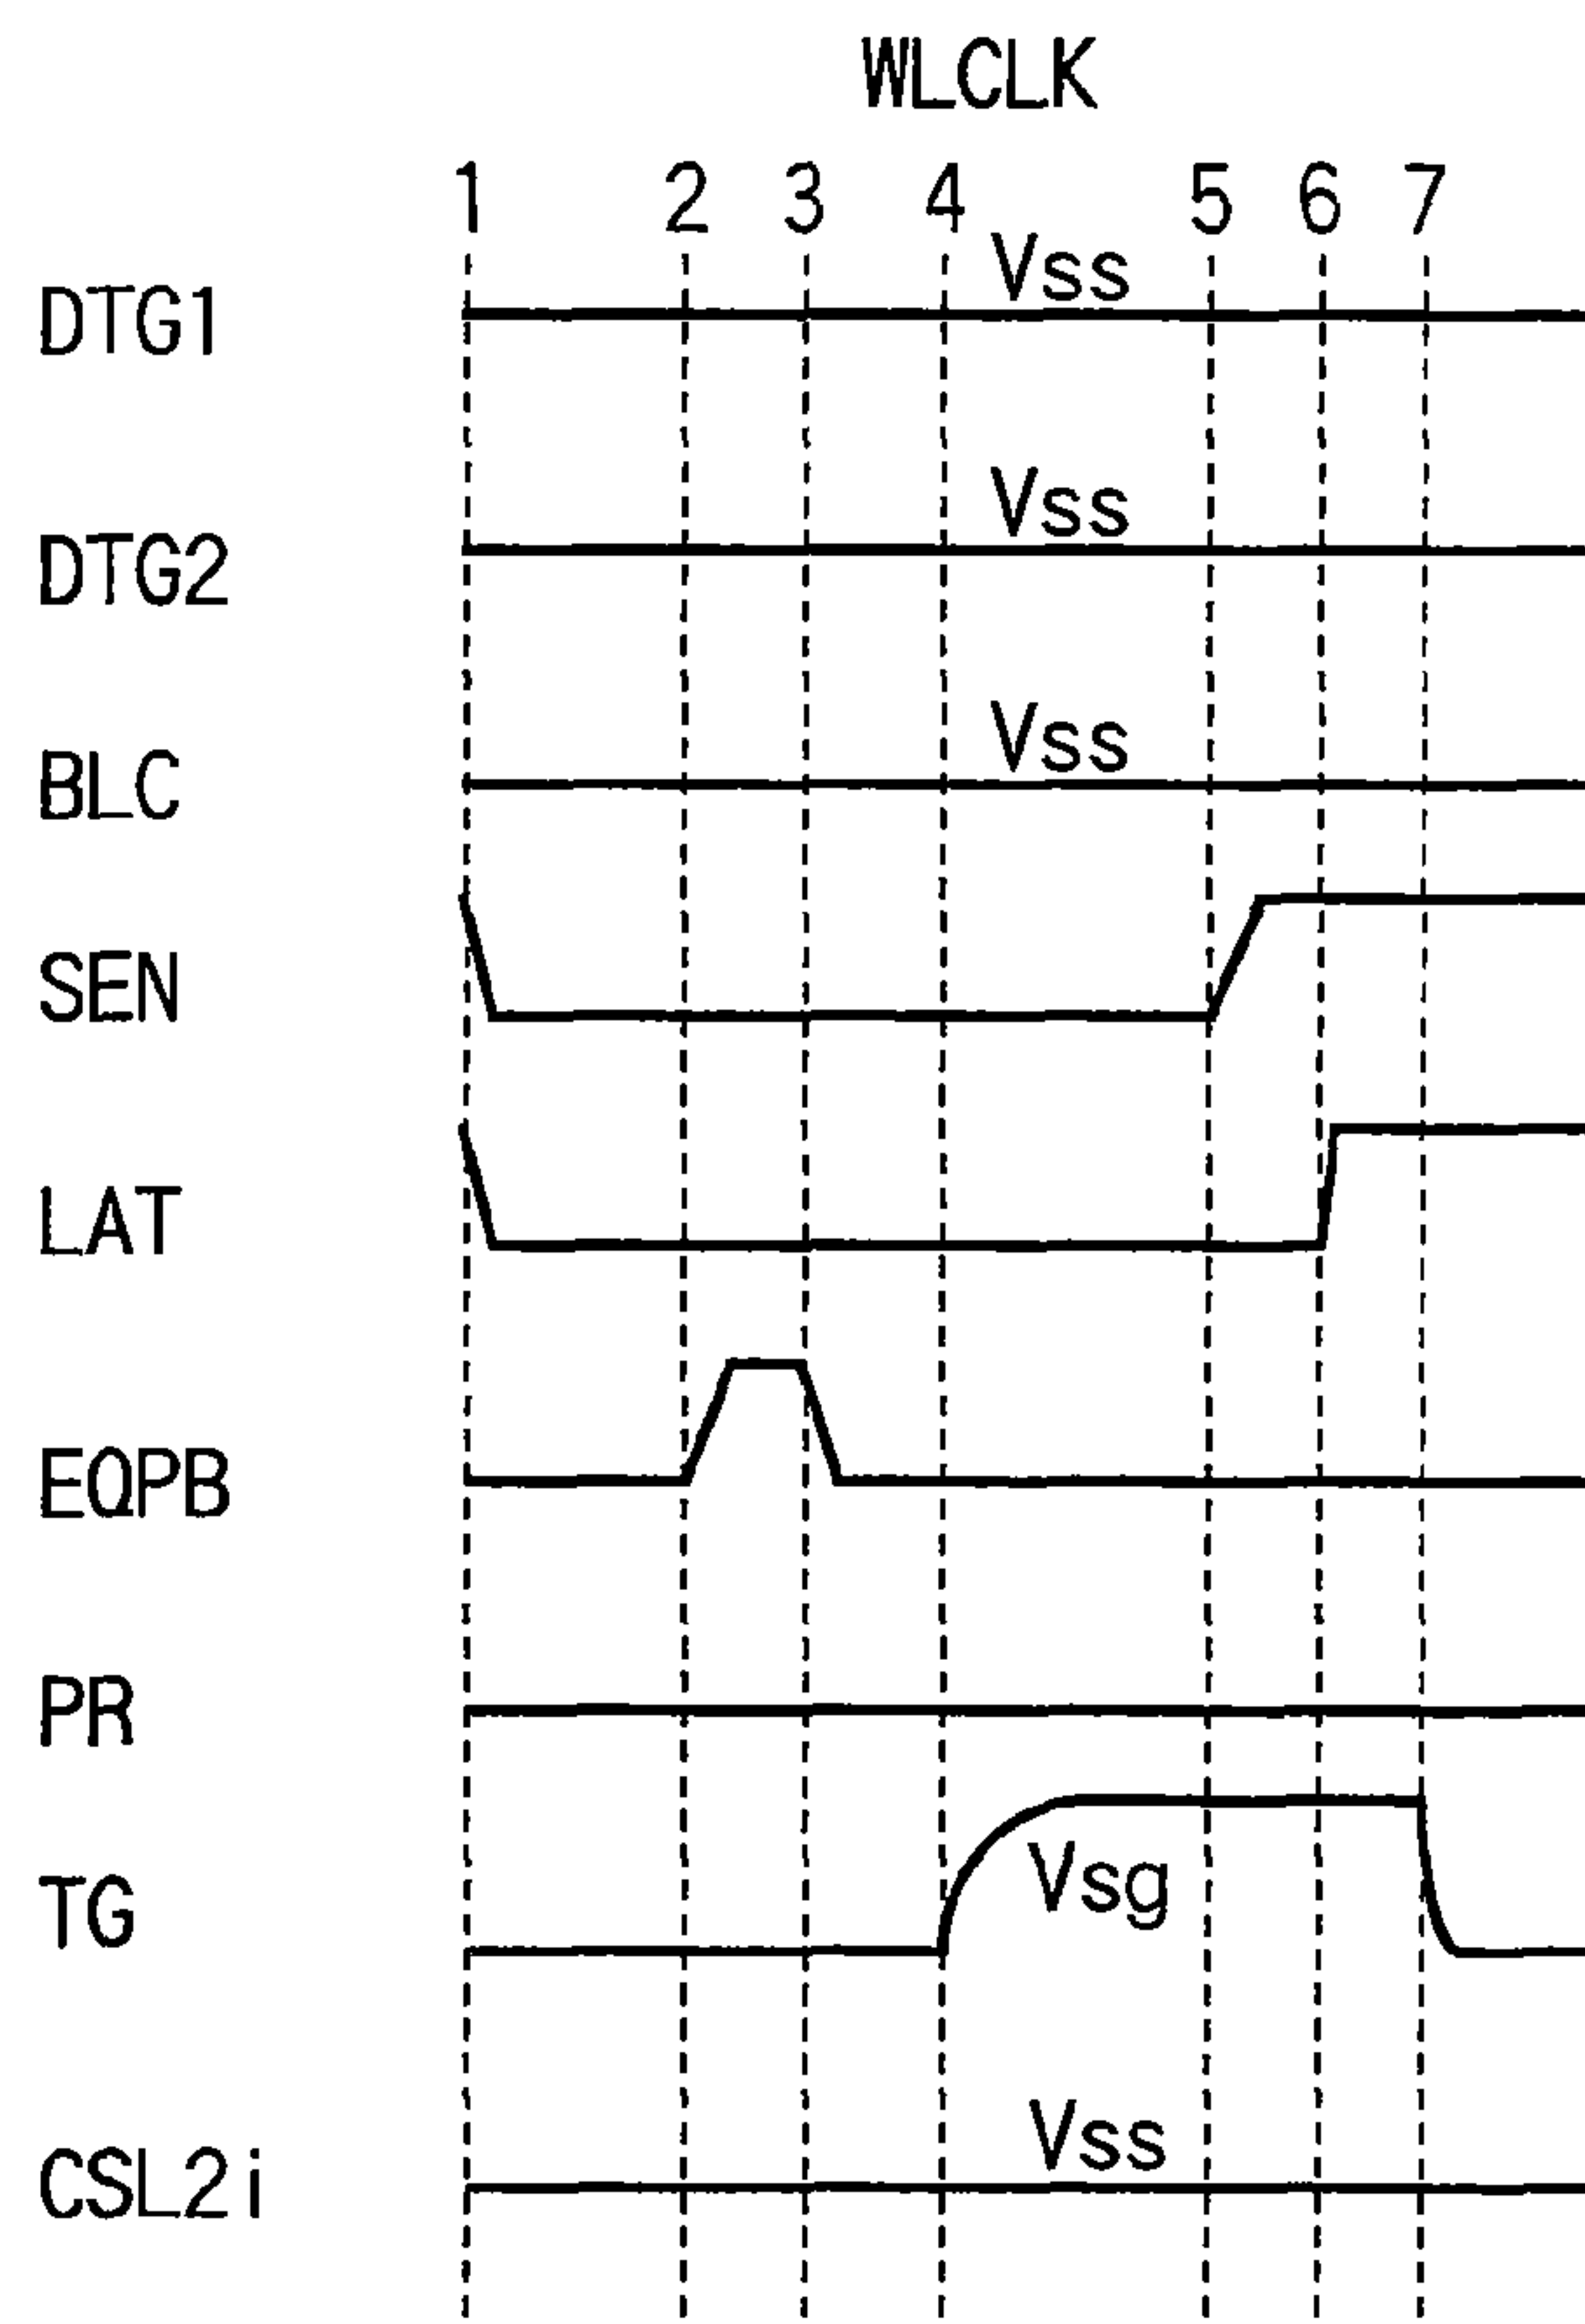 WLCLK
1 2 3 4 5 6 7
DTG1 Vss
DTG2 Vss
BLC Vss
SEN
LAT
EQPB
PR
TG Vsg
CSL2i Vss